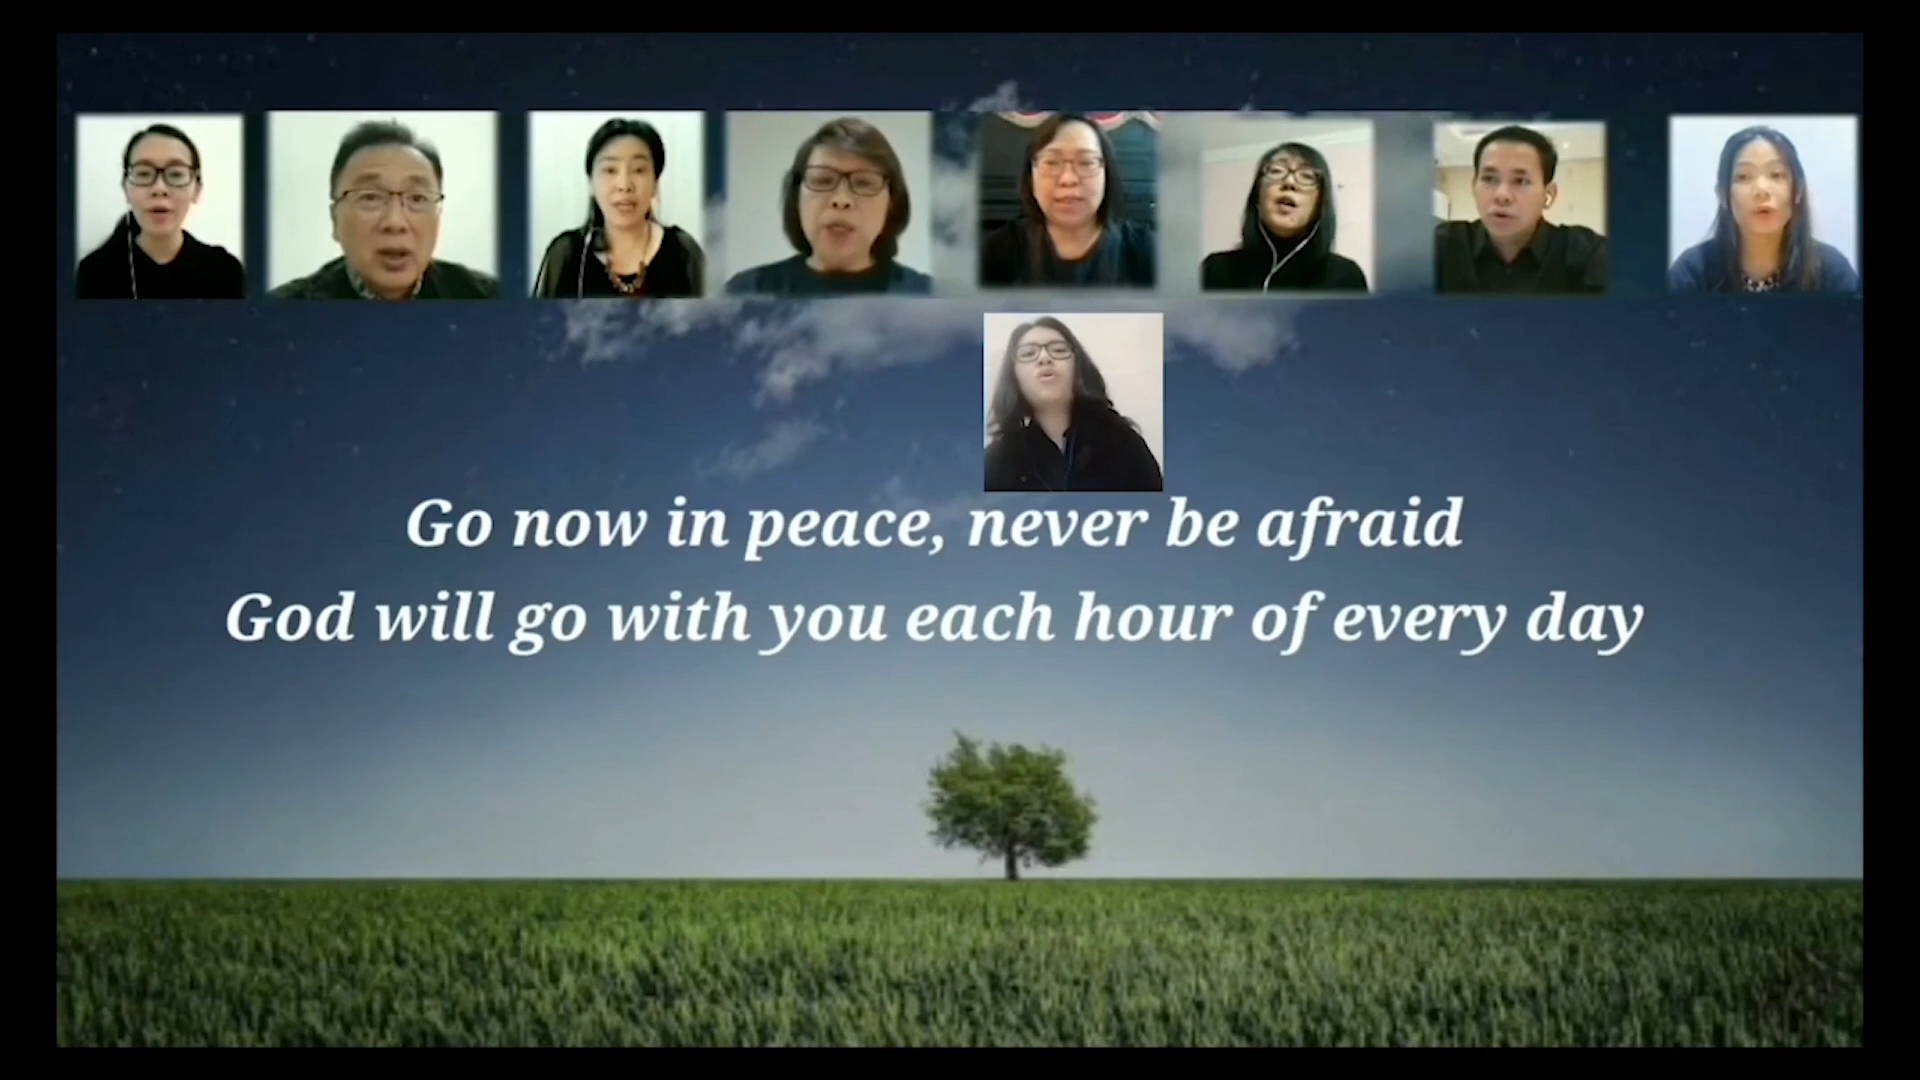 Go now in peace, never be afraid
God will go with you each hour of every day